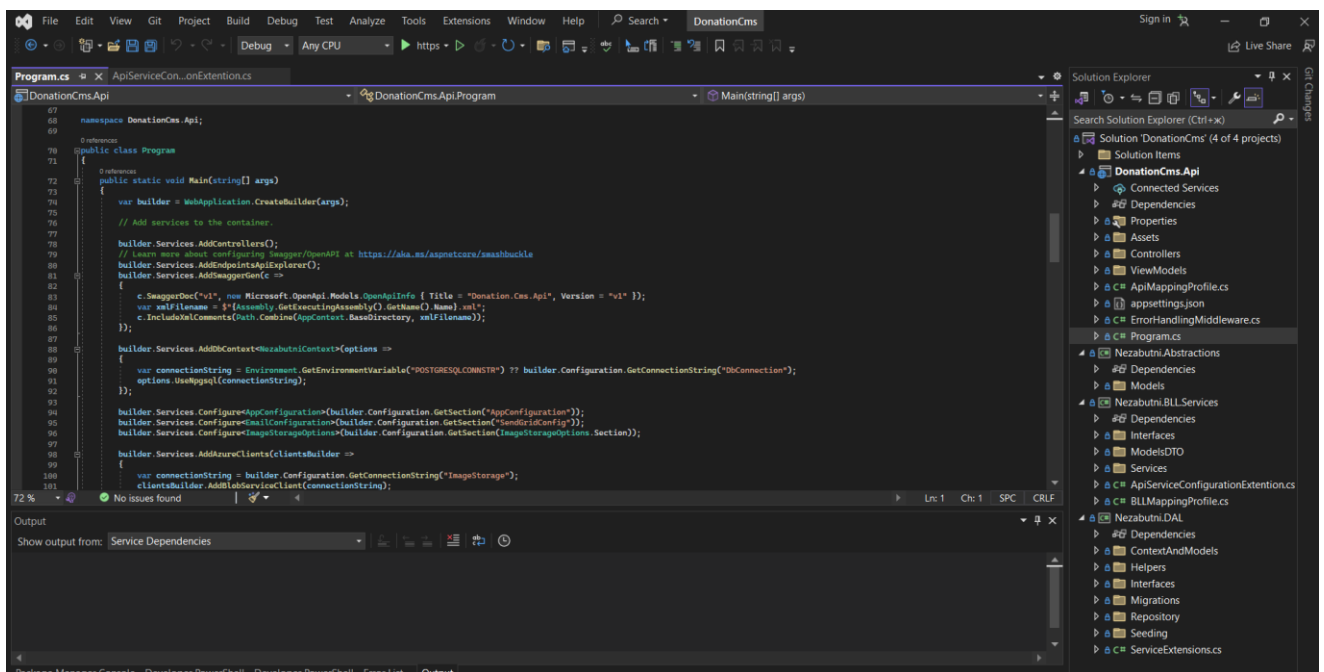 File Edit View Git Project Build Debug Test Analyze Tools Extensions Window Help Search DonationCms Sign in
Debug Any CPU https Live Share
Program.cs ApiServiceCon...onExtention.cs
DonationCms.Api DonationCms.Api.Program Main(string[] args)
67
68 namespace DonationCms.Api;
69
0 references
70 public class Program
71 {
0 references
72 public static void Main(string[] args)
73 {
74 var builder = WebApplication.CreateBuilder(args);
75
76 // Add services to the container.
77
78 builder.Services.AddControllers();
79 // Learn more about configuring Swagger/OpenAPI at https://aka.ms/aspnetcore/swashbuckle
80 builder.Services.AddEndpointsApiExplorer();
81 builder.Services.AddSwaggerGen(c =>
82 {
83 c.SwaggerDoc("v1", new Microsoft.OpenApi.Models.OpenApiInfo { Title = "Donation.Cms.Api", Version = "v1" });
84 var xmlFilename = $"{Assembly.GetExecutingAssembly().GetName().Name}.xml";
85 c.IncludeXmlComments(Path.Combine(AppContext.BaseDirectory, xmlFilename));
86 });
87
88 builder.Services.AddDbContext<NezabutniContext>(options =>
89 {
90 var connectionString = Environment.GetEnvironmentVariable("POSTGRESQLCONNSTR") ?? builder.Configuration.GetConnectionString("DbConnection");
91 options.UseNpgsql(connectionString);
92 });
93
94 builder.Services.Configure<AppConfiguration>(builder.Configuration.GetSection("AppConfiguration"));
95 builder.Services.Configure<EmailConfiguration>(builder.Configuration.GetSection("SendGridConfig"));
96 builder.Services.Configure<ImageStorageOptions>(builder.Configuration.GetSection(ImageStorageOptions.Section));
97
98 builder.Services.AddAzureClients(clientsBuilder =>
99 {
100 var connectionString = builder.Configuration.GetConnectionString("ImageStorage");
101 clientsBuilder.AddBlobServiceClient(connectionString);
72 % No issues found Ln: 1 Ch: 1 SPC CRLF
Output
Show output from: Service Dependencies
Package Manager Console Developer PowerShell Developer PowerShell Error List Output
Solution Explorer
Search Solution Explorer (Ctrl+ж)
Solution 'DonationCms' (4 of 4 projects)
Solution Items
DonationCms.Api
Connected Services
Dependencies
Properties
Assets
Controllers
ViewModels
C# ApiMappingProfile.cs
appsettings.json
C# ErrorHandlingMiddleware.cs
C# Program.cs
Nezabutni.Abstractions
Dependencies
Models
Nezabutni.BLL.Services
Dependencies
Interfaces
ModelsDTO
Services
C# ApiServiceConfigurationExtention.cs
C# BLLMappingProfile.cs
Nezabutni.DAL
Dependencies
ContextAndModels
Helpers
Interfaces
Migrations
Repository
Seeding
C# ServiceExtensions.cs
Git Changes